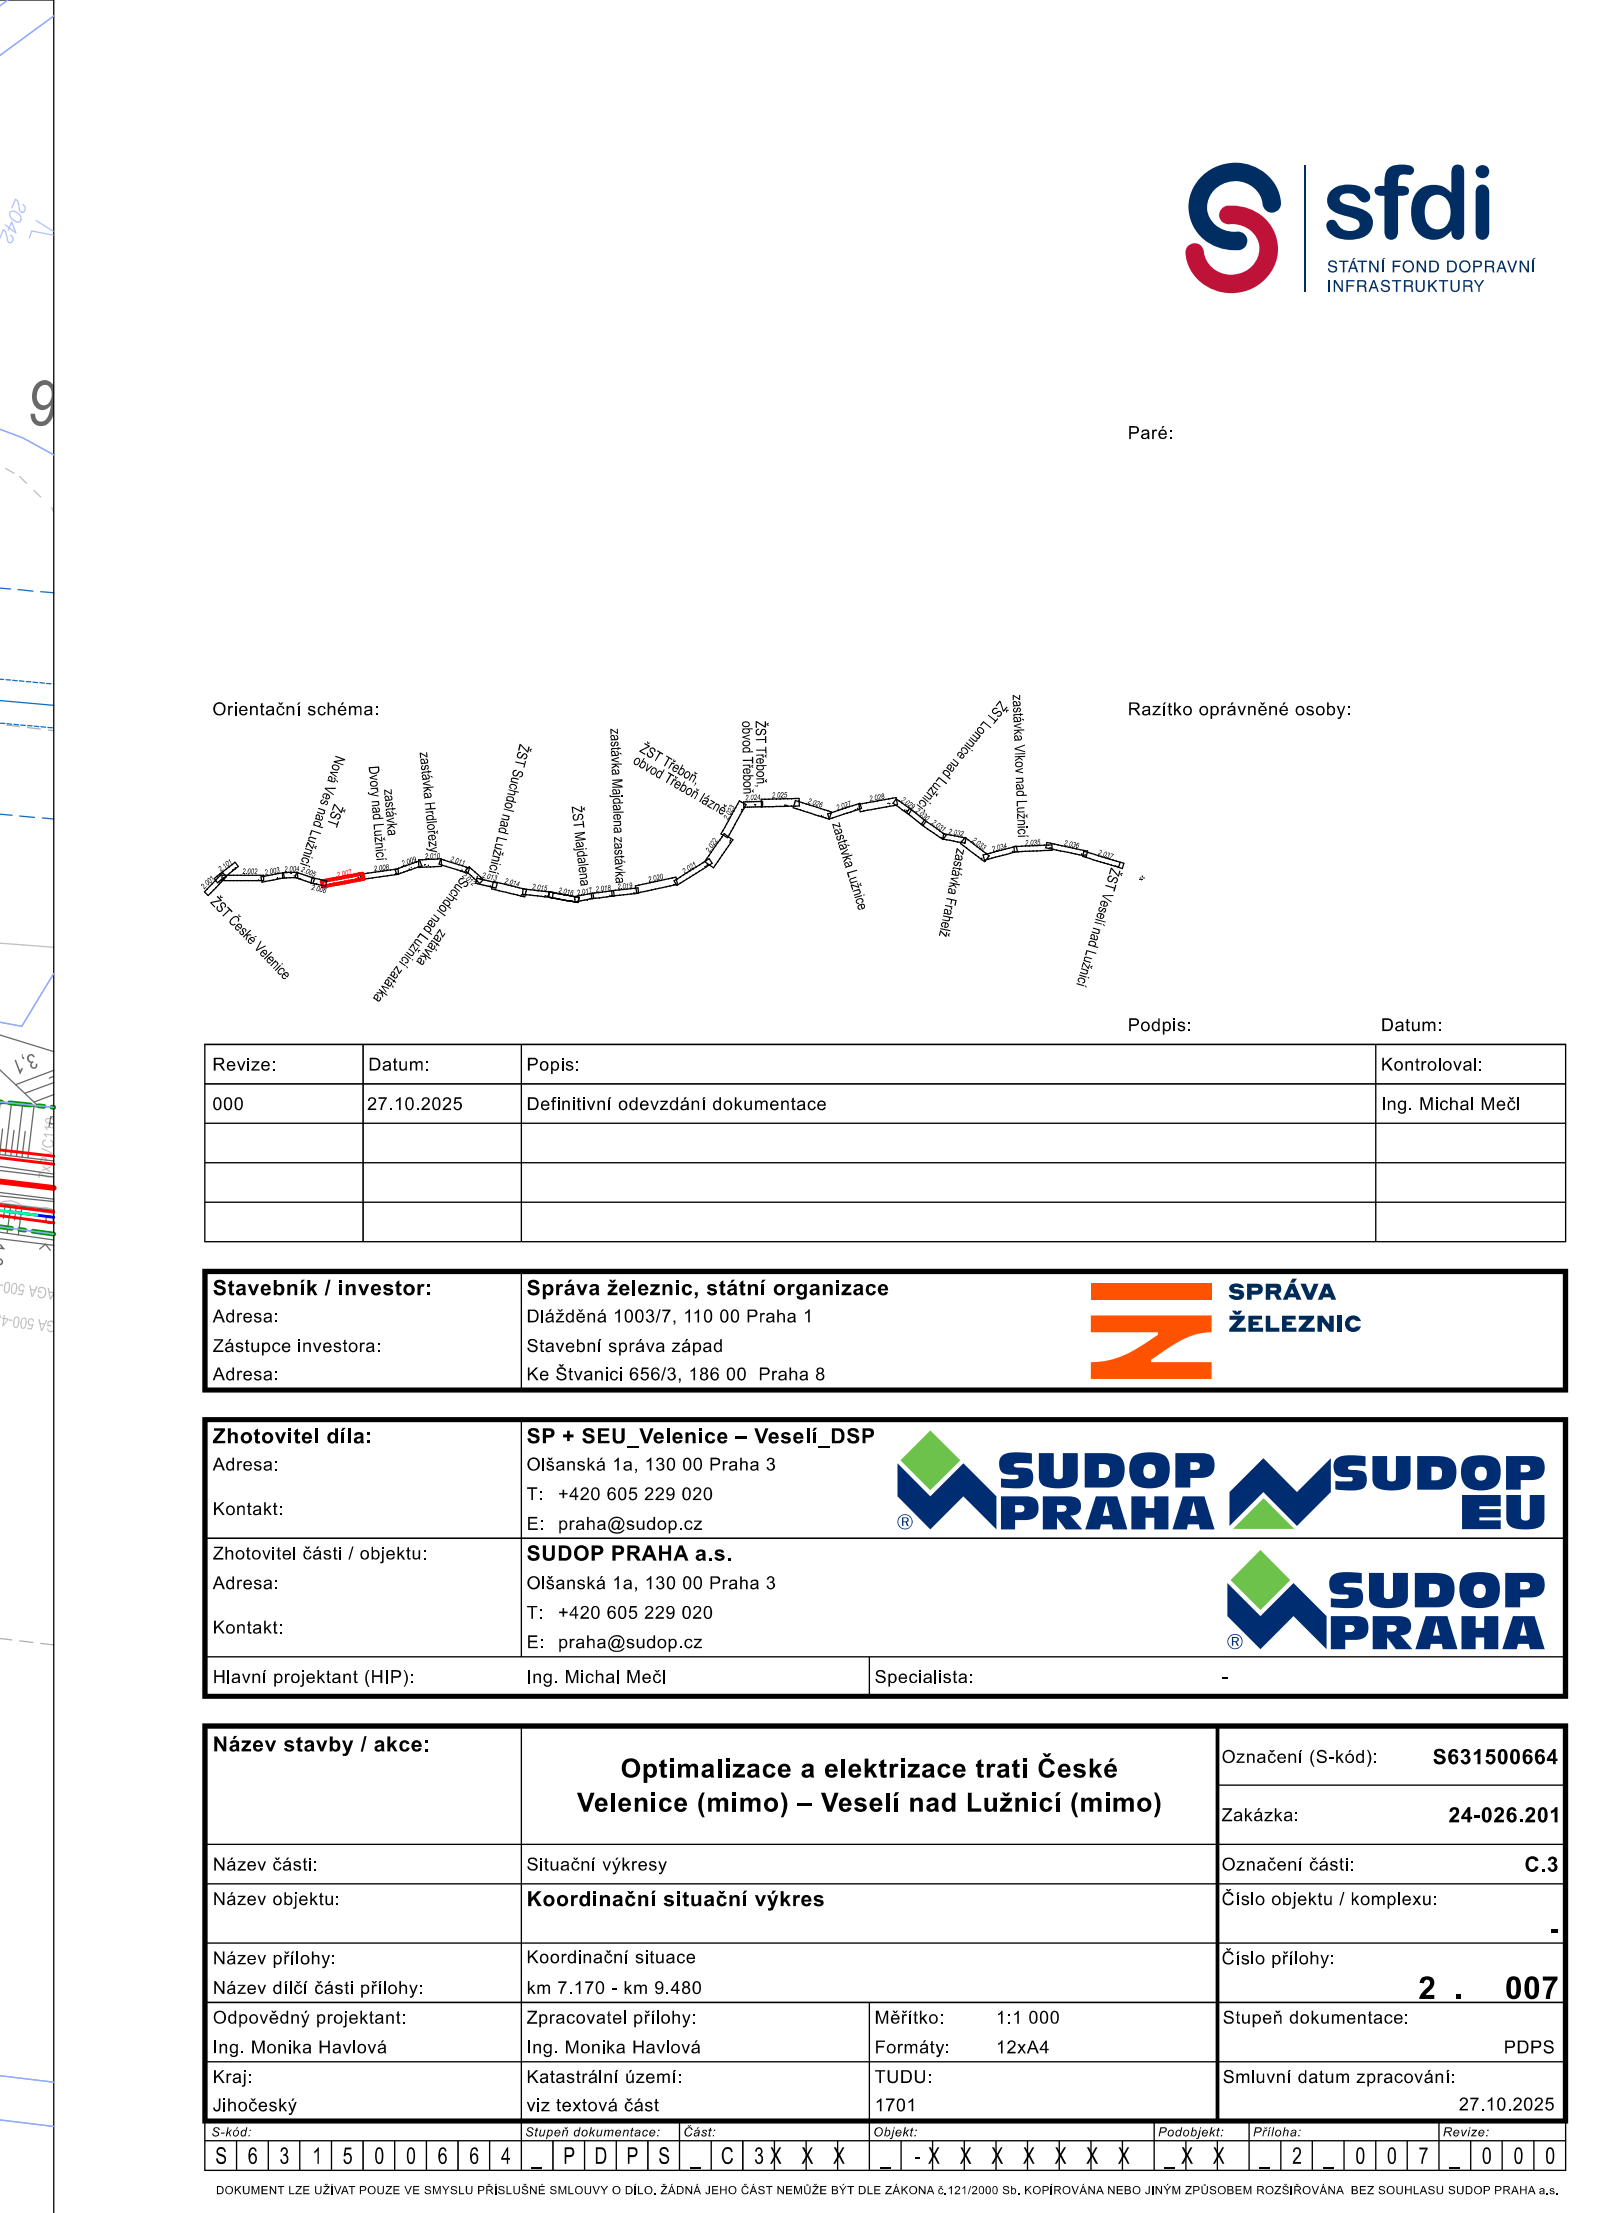 sfdi
STÁTNÍ FOND DOPRAVNÍ
INFRASTRUKTURY
2042
9
Paré:
Orientační schéma:
Razítko oprávněné osoby:
ŽST České Velenice
ŽST
Nová Ves nad Lužnicí
zastávka
Dvory nad Lužnicí
zastávka Hrdlořezy
zatávka
Suchdol nad Lužnicí zatávka
ŽST Suchdol nad Lužnicí
ŽST Majdalena
zastávka Majdalena zastávka
ŽST Třeboň,
obvod Třeboň lázně
ŽST Třeboň,
obvod Třeboň
zastávka Lužnice
ŽST Lomnice nad Lužnicí
zastávka Frahelž
zastávka Vlkov nad Lužnicí
ŽST Veselí nad Lužnicí
3,1
Podpis: Datum:
Revize: Datum: Popis: Kontroloval:
000 27.10.2025 Definitivní odevzdání dokumentace Ing. Michal Mečl
Stavebník / investor: Správa železnic, státní organizace
Adresa: Dlážděná 1003/7, 110 00 Praha 1
Zástupce investora: Stavební správa západ
Adresa: Ke Štvanici 656/3, 186 00 Praha 8
SPRÁVA
ŽELEZNIC
Zhotovitel díla: SP + SEU_Velenice – Veselí_DSP
Adresa: Olšanská 1a, 130 00 Praha 3
Kontakt: T: +420 605 229 020
E: praha@sudop.cz
SUDOP
PRAHA
®
SUDOP
EU
Zhotovitel části / objektu: SUDOP PRAHA a.s.
Adresa: Olšanská 1a, 130 00 Praha 3
Kontakt: T: +420 605 229 020
E: praha@sudop.cz
SUDOP
PRAHA
®
Hlavní projektant (HIP): Ing. Michal Mečl Specialista: -
Název stavby / akce: Optimalizace a elektrizace trati České
Velenice (mimo) – Veselí nad Lužnicí (mimo)
Označení (S-kód): S631500664
Zakázka: 24-026.201
Název části: Situační výkresy Označení části: C.3
Název objektu: Koordinační situační výkres Číslo objektu / komplexu:
-
Název přílohy: Koordinační situace Číslo přílohy:
Název dílčí části přílohy: km 7.170 - km 9.480 2 . 007
Odpovědný projektant: Zpracovatel přílohy: Měřítko: 1:1 000 Stupeň dokumentace:
Ing. Monika Havlová Ing. Monika Havlová Formáty: 12xA4 PDPS
Kraj: Katastrální území: TUDU: Smluvní datum zpracování:
Jihočeský viz textová část 1701 27.10.2025
S-kód: Stupeň dokumentace: Část: Objekt: Podobjekt: Příloha: Revize:
S 6 3 1 5 0 0 6 6 4 _ P D P S _ C 3 X X X _ - X X X X X X X _ X X _ 2 _ 0 0 7 _ 0 0 0
DOKUMENT LZE UŽÍVAT POUZE VE SMYSLU PŘÍSLUŠNÉ SMLOUVY O DÍLO. ŽÁDNÁ JEHO ČÁST NEMŮŽE BÝT DLE ZÁKONA č.121/2000 Sb. KOPÍROVÁNA NEBO JINÝM ZPŮSOBEM ROZŠIŘOVÁNA BEZ SOUHLASU SUDOP PRAHA a.s.